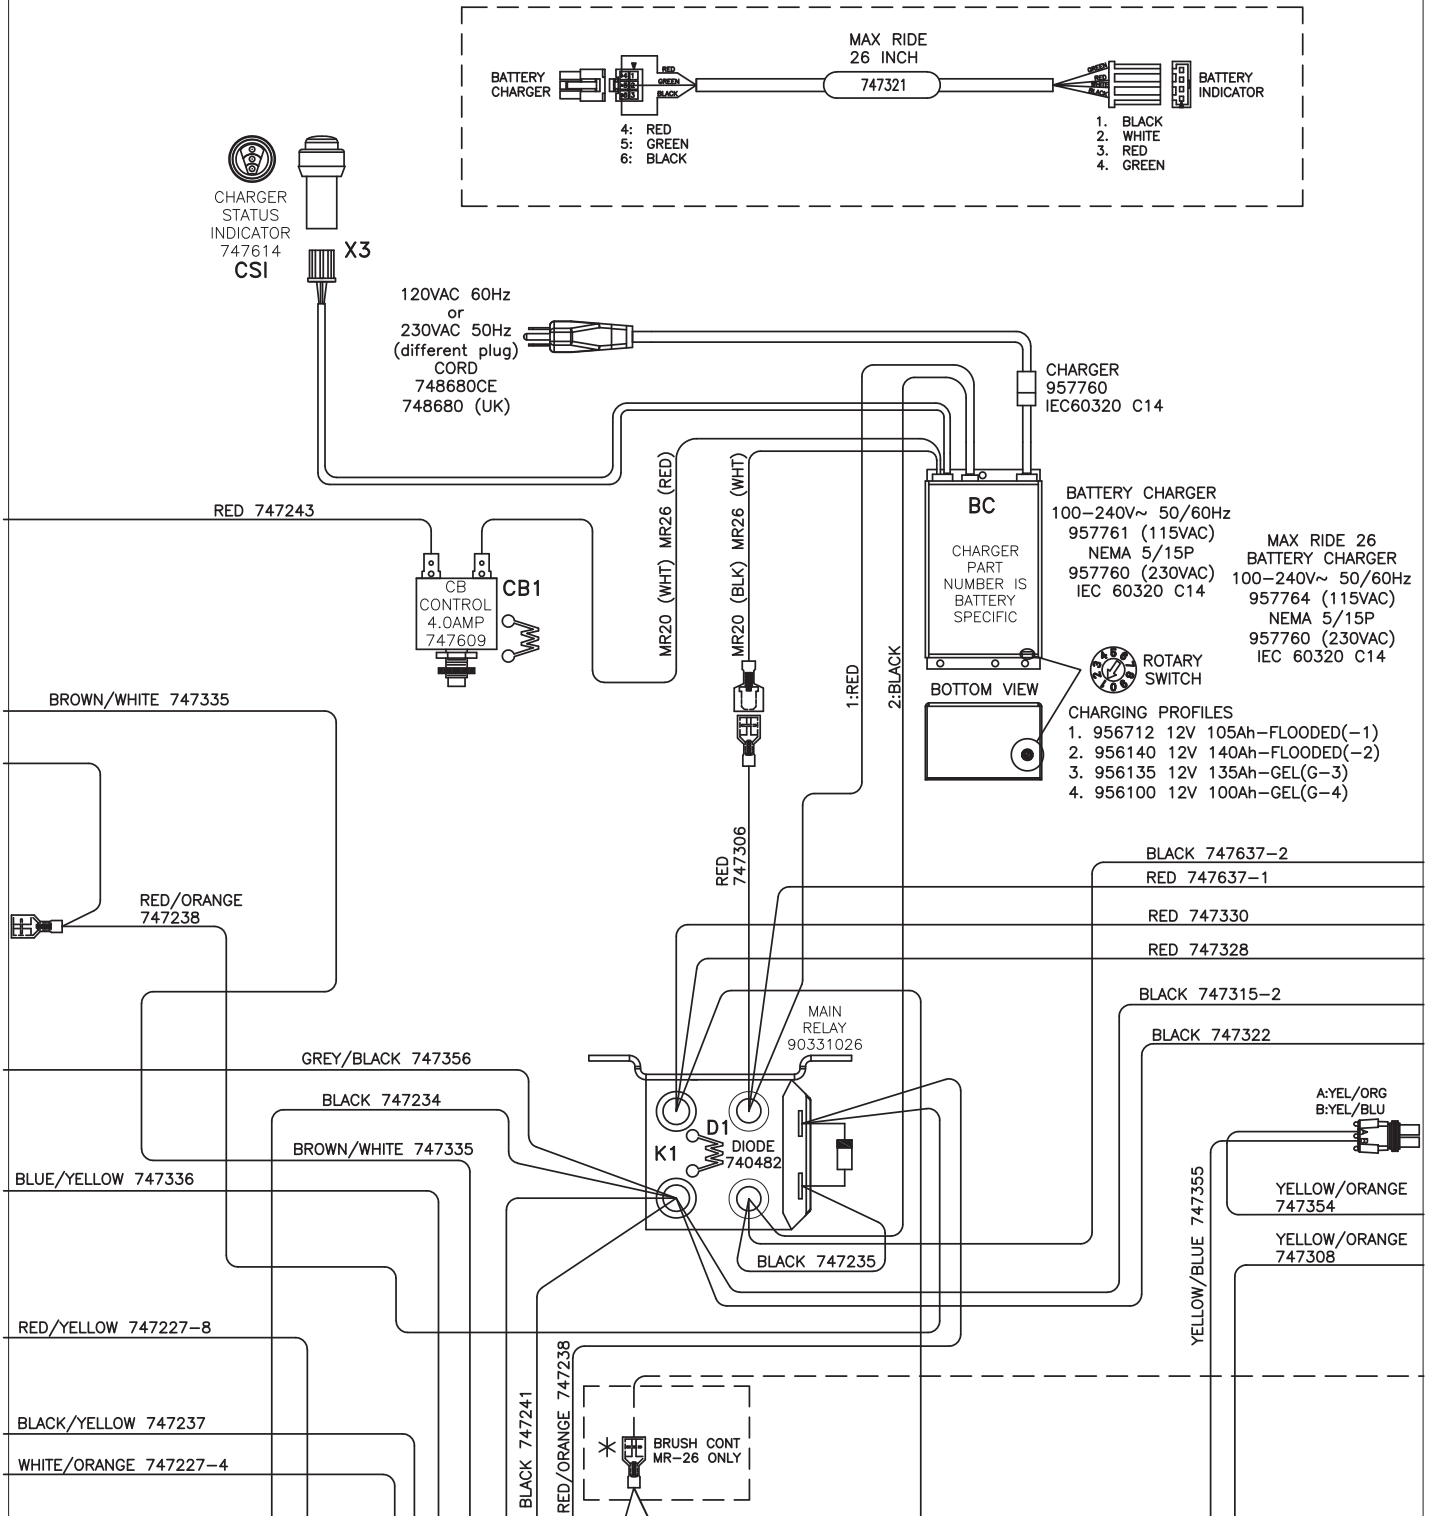 MAX RIDE
26 INCH
747321
BATTERY
CHARGER
RED
GREEN
BLACK
4: RED
5: GREEN
6: BLACK
GREEN
RED
WHITE
BLACK
BATTERY
INDICATOR
1. BLACK
2. WHITE
3. RED
4. GREEN
CHARGER
STATUS
INDICATOR
747614
CSI
X3
120VAC 60Hz
or
230VAC 50Hz
(different plug)
CORD
748680CE
748680 (UK)
CHARGER
957760
IEC60320 C14
RED 747243
CB
CONTROL
4.0AMP
747609
CB1
MR20 (WHT) MR26 (RED)
MR20 (BLK) MR26 (WHT)
BC
CHARGER
PART
NUMBER IS
BATTERY
SPECIFIC
BATTERY CHARGER
100-240V~ 50/60Hz
957761 (115VAC)
NEMA 5/15P
957760 (230VAC)
IEC 60320 C14
MAX RIDE 26
BATTERY CHARGER
100-240V~ 50/60Hz
957764 (115VAC)
NEMA 5/15P
957760 (230VAC)
IEC 60320 C14
ROTARY
SWITCH
BOTTOM VIEW
CHARGING PROFILES
1. 956712 12V 105Ah-FLOODED(-1)
2. 956140 12V 140Ah-FLOODED(-2)
3. 956135 12V 135Ah-GEL(G-3)
4. 956100 12V 100Ah-GEL(G-4)
1:RED
2:BLACK
BROWN/WHITE 747335
RED
747306
RED/ORANGE
747238
BLACK 747637-2
RED 747637-1
RED 747330
RED 747328
BLACK 747315-2
BLACK 747322
MAIN
RELAY
90331026
GREY/BLACK 747356
BLACK 747234
BROWN/WHITE 747335
BLUE/YELLOW 747336
K1
D1
DIODE
740482
BLACK 747235
A:YEL/ORG
B:YEL/BLU
A
B
YELLOW/BLUE 747355
YELLOW/ORANGE
747354
YELLOW/ORANGE
747308
RED/YELLOW 747227-8
BLACK/YELLOW 747237
WHITE/ORANGE 747227-4
BLACK 747241
RED/ORANGE 747238
*
BRUSH CONT
MR-26 ONLY